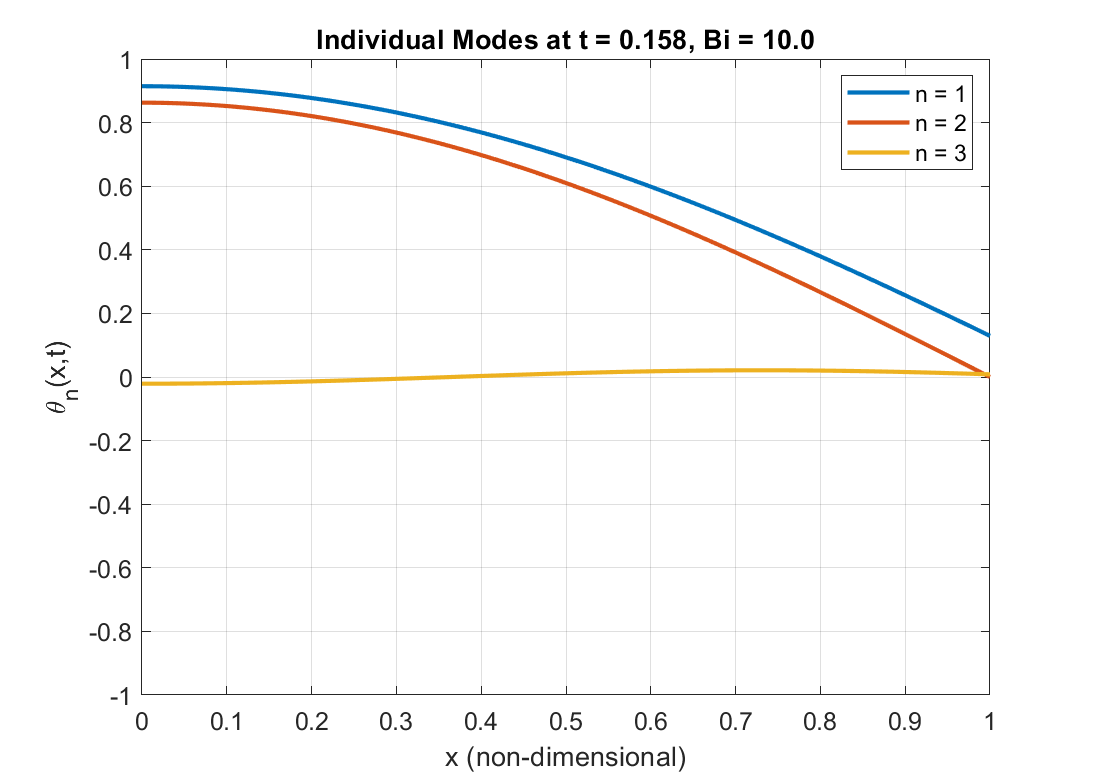 Individual Modes at t = 0.158, Bi = 10.0
1
0.8
0.6
0.4
0.2
0
-0.2
-0.4
-0.6
-0.8
-1
θn(x,t)
n = 1
n = 2
n = 3
0 0.1 0.2 0.3 0.4 0.5 0.6 0.7 0.8 0.9 1
x (non-dimensional)